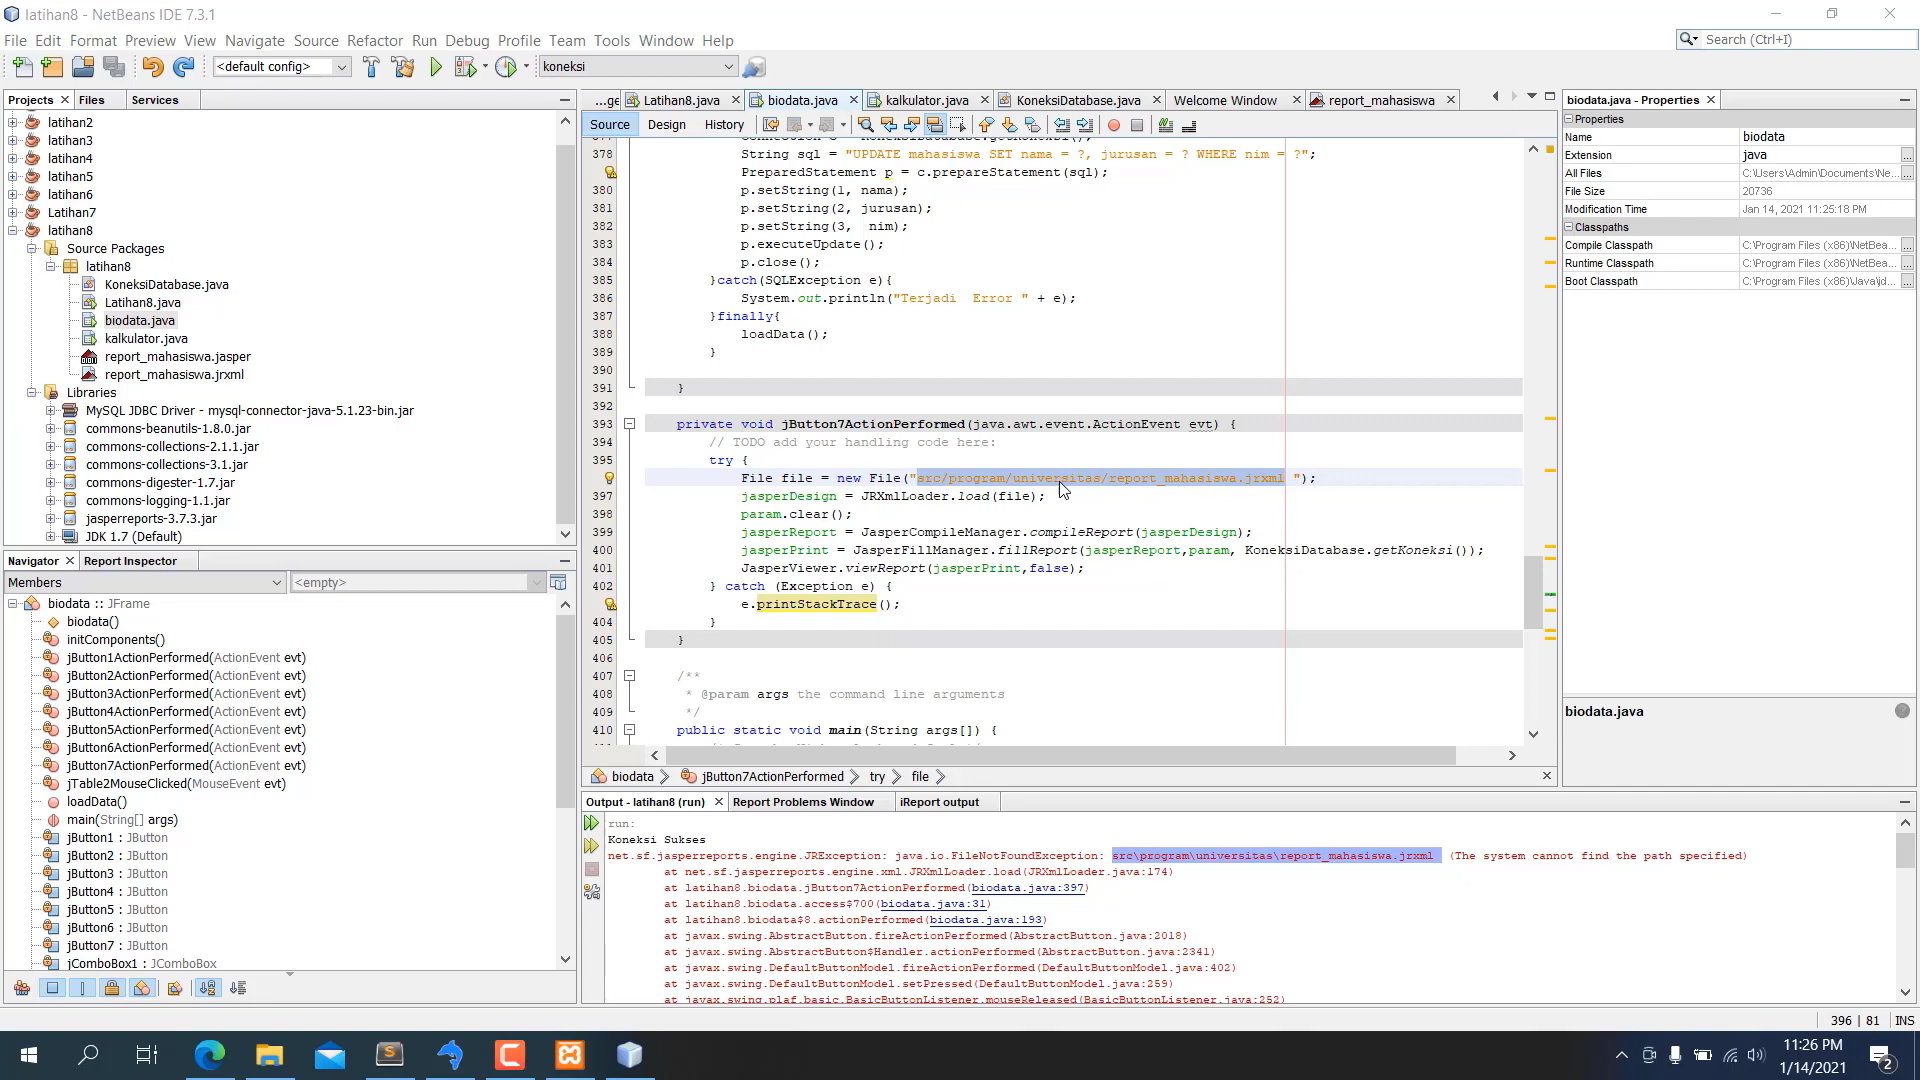 latihan8 - NetBeans IDE 7.3.1
File Edit Format Preview View Navigate Source Refactor Run Debug Profile Team Tools Window Help
Search (Ctrl+I)
<default config>
koneksi
Projects Files Services
latihan2
latihan3
latihan4
latihan5
latihan6
Latihan7
latihan8
Source Packages
latihan8
KoneksiDatabase.java
Latihan8.java
biodata.java
kalkulator.java
report_mahasiswa.jasper
report_mahasiswa.jrxml
Libraries
MySQL JDBC Driver - mysql-connector-java-5.1.23-bin.jar
commons-beanutils-1.8.0.jar
commons-collections-2.1.1.jar
commons-collections-3.1.jar
commons-digester-1.7.jar
commons-logging-1.1.jar
jasperreports-3.7.3.jar
JDK 1.7 (Default)
Navigator Report Inspector
Members
<empty>
biodata :: JFrame
biodata()
initComponents()
jButton1ActionPerformed(ActionEvent evt)
jButton2ActionPerformed(ActionEvent evt)
jButton3ActionPerformed(ActionEvent evt)
jButton4ActionPerformed(ActionEvent evt)
jButton5ActionPerformed(ActionEvent evt)
jButton6ActionPerformed(ActionEvent evt)
jButton7ActionPerformed(ActionEvent evt)
jTable2MouseClicked(MouseEvent evt)
loadData()
main(String[] args)
jButton1 : JButton
jButton2 : JButton
jButton3 : JButton
jButton4 : JButton
jButton5 : JButton
jButton6 : JButton
jButton7 : JButton
jComboBox1 : JComboBox
...ge Latihan8.java biodata.java kalkulator.java KoneksiDatabase.java Welcome Window report_mahasiswa
Source Design History
378 String sql = "UPDATE mahasiswa SET nama = ?, jurusan = ? WHERE nim = ?";
PreparedStatement p = c.prepareStatement(sql);
380 p.setString(1, nama);
381 p.setString(2, jurusan);
382 p.setString(3,  nim);
383 p.executeUpdate();
384 p.close();
385 }catch(SQLException e){
386 System.out.println("Terjadi  Error " + e);
387 }finally{
388 loadData();
389 }
390
391 }
392
393 private void jButton7ActionPerformed(java.awt.event.ActionEvent evt) {
394 // TODO add your handling code here:
395 try {
File file = new File("src/program/universitas/report_mahasiswa.jrxml ");
397 jasperDesign = JRXmlLoader.load(file);
398 param.clear();
399 jasperReport = JasperCompileManager.compileReport(jasperDesign);
400 jasperPrint = JasperFillManager.fillReport(jasperReport,param, KoneksiDatabase.getKoneksi());
401 JasperViewer.viewReport(jasperPrint,false);
402 } catch (Exception e) {
e.printStackTrace();
404 }
405 }
406
407 /**
408 * @param args the command line arguments
409 */
410 public static void main(String args[]) {
biodata jButton7ActionPerformed try file
Output - latihan8 (run) Report Problems Window iReport output
run:
Koneksi Sukses
net.sf.jasperreports.engine.JRException: java.io.FileNotFoundException: src\program\universitas\report_mahasiswa.jrxml  (The system cannot find the path specified)
at net.sf.jasperreports.engine.xml.JRXmlLoader.load(JRXmlLoader.java:174)
at latihan8.biodata.jButton7ActionPerformed(biodata.java:397)
at latihan8.biodata.access$700(biodata.java:31)
at latihan8.biodata$8.actionPerformed(biodata.java:193)
at javax.swing.AbstractButton.fireActionPerformed(AbstractButton.java:2018)
at javax.swing.AbstractButton$Handler.actionPerformed(AbstractButton.java:2341)
at javax.swing.DefaultButtonModel.fireActionPerformed(DefaultButtonModel.java:402)
at javax.swing.DefaultButtonModel.setPressed(DefaultButtonModel.java:259)
at javax.swing.plaf.basic.BasicButtonListener.mouseReleased(BasicButtonListener.java:252)
biodata.java - Properties
Properties
Name biodata
Extension java
All Files C:\Users\Admin\Documents\Ne...
File Size 20736
Modification Time Jan 14, 2021 11:25:18 PM
Classpaths
Compile Classpath C:\Program Files (x86)\NetBea...
Runtime Classpath C:\Program Files (x86)\NetBea...
Boot Classpath C:\Program Files (x86)\Java\jd...
biodata.java
396 | 81 INS
11:26 PM
1/14/2021
2